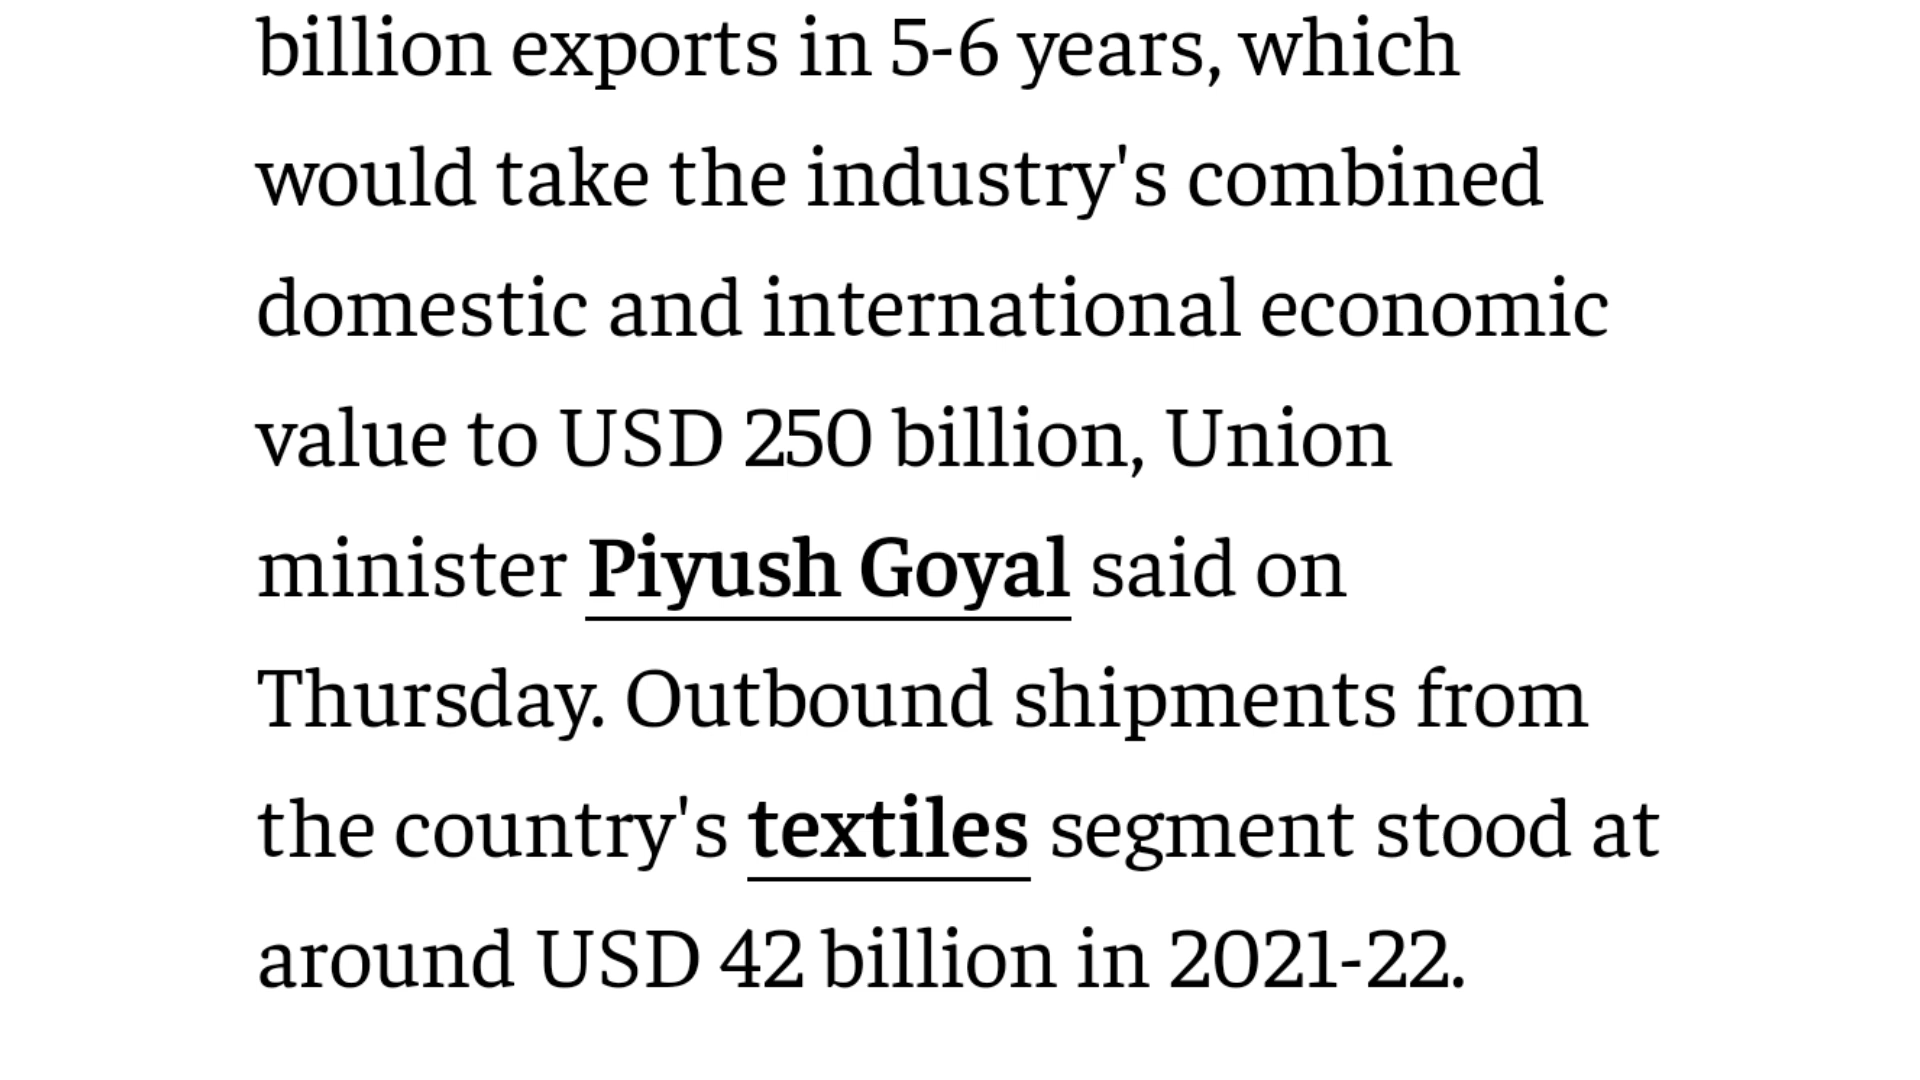 billion exports in 5-6 years, which
would take the industry's combined
domestic and international economic
value to USD 250 billion, Union
minister Piyush Goyal said on
Thursday. Outbound shipments from
the country's textiles segment stood at
around USD 42 billion in 2021-22.